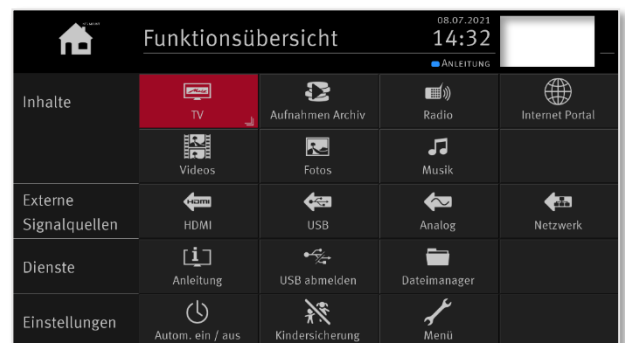 08.07.2021
Funktionsübersicht
14:32
ANLEITUNG
Inhalte
TV
Aufnahmen Archiv
Radio
Internet Portal
Videos
Fotos
Musik
Externe
Signalquellen
HDMI
HDMI
USB
Analog
Netzwerk
Dienste
i
Anleitung
USB abmelden
Dateimanager
Einstellungen
Autom. ein / aus
Kindersicherung
Menü